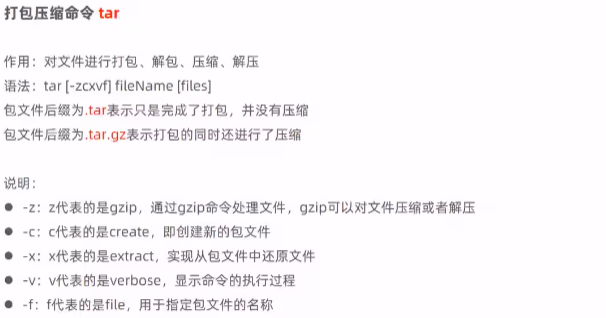 打包压缩命令 tar
作用：对文件进行打包、解包、压缩、解压
语法：tar [-zcxvf] fileName [files]
包文件后缀为.tar表示只是完成了打包，并没有压缩
包文件后缀为.tar.gz表示打包的同时还进行了压缩
说明：
● -z：z代表的是gzip，通过gzip命令处理文件，gzip可以对文件压缩或者解压
● -c：c代表的是create，即创建新的包文件
● -x：x代表的是extract，实现从包文件中还原文件
● -v：v代表的是verbose，显示命令的执行过程
● -f：f代表的是file，用于指定包文件的名称